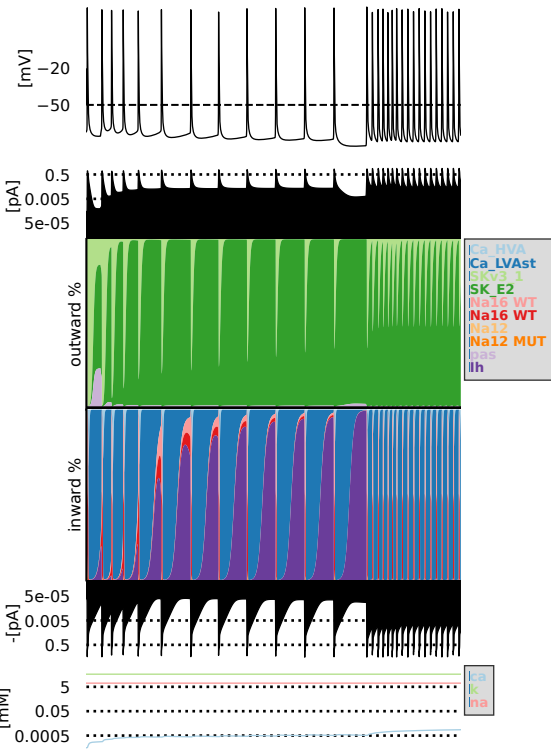 [mV]
−20
−50
[pA]
0.5
0.005
5e-05
outward %
Ca_HVA
Ca_LVAst
SKv3_1
SK_E2
Na16 WT
Na16 WT
Na12
Na12 MUT
pas
Ih
inward %
-[pA]
5e-05
0.005
0.5
[mM]
5
0.05
0.0005
ca
k
na